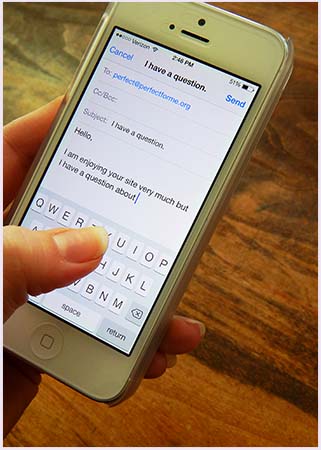 Verizon 2:46 PM 51%
Cancel I have a question. Send
To: perfect@perfectforme.org
Cc/Bcc:
Subject: I have a question.
Hello,
I am enjoying your site very much but
I have a question about
Q W E R Y U I O P
A H J K L
B N M
space return